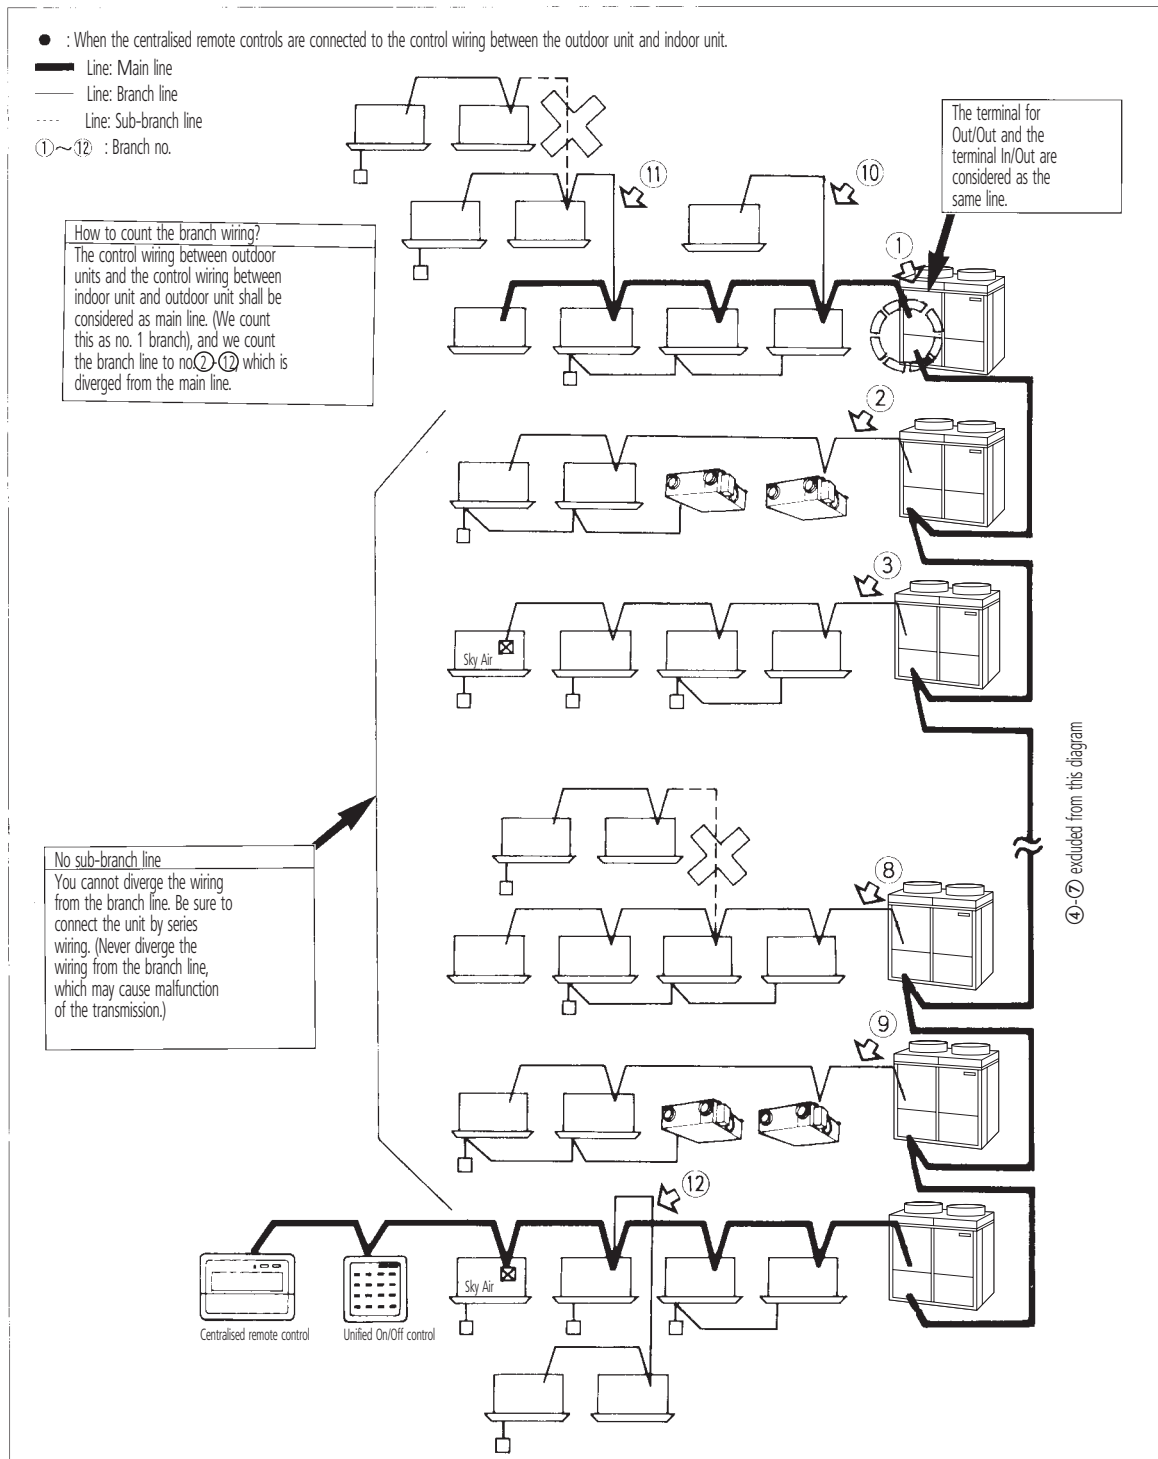 ● : When the centralised remote controls are connected to the control wiring between the outdoor unit and indoor unit.
Line: Main line
Line: Branch line
Line: Sub-branch line
①～⑫ : Branch no.
The terminal for
Out/Out and the
terminal In/Out are
considered as the
same line.
⑪
⑩
①
How to count the branch wiring?
The control wiring between outdoor
units and the control wiring between
indoor unit and outdoor unit shall be
considered as main line. (We count
this as no. 1 branch), and we count
the branch line to no.②-⑫, which is
diverged from the main line.
②
③
Sky Air
④-⑦ excluded from this diagram
No sub-branch line
You cannot diverge the wiring
from the branch line. Be sure to
connect the unit by series
wiring. (Never diverge the
wiring from the branch line,
which may cause malfunction
of the transmission.)
⑧
⑨
⑫
Sky Air
Centralised remote control
Unified On/Off control